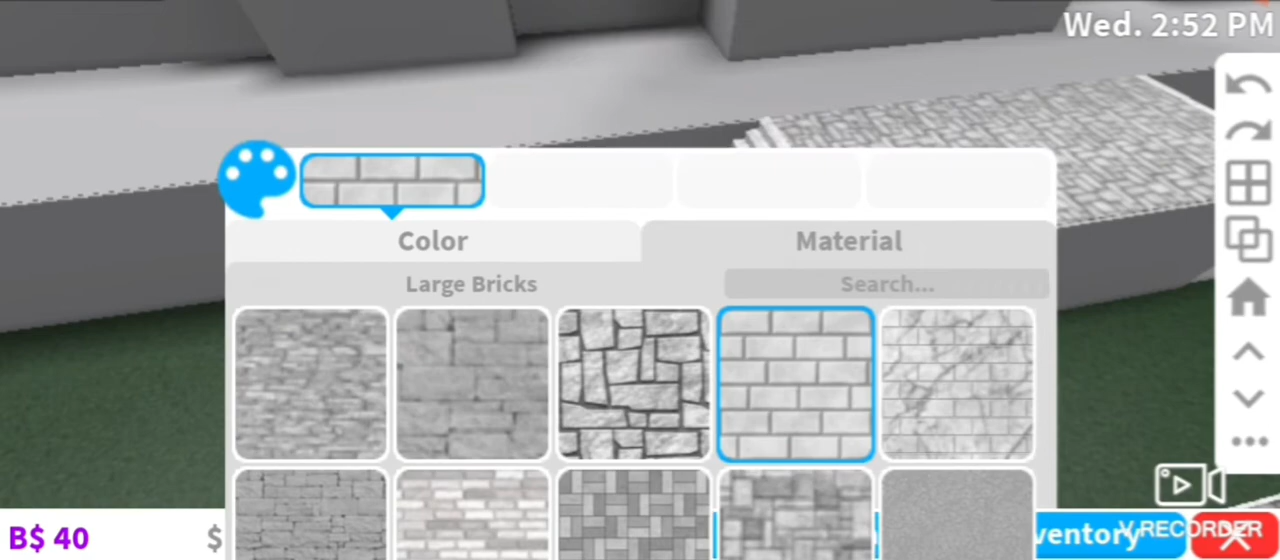 Wed. 2:52 PM
Color
Material
Large Bricks
Search...
B$ 40
$
ventory
V RECORDER